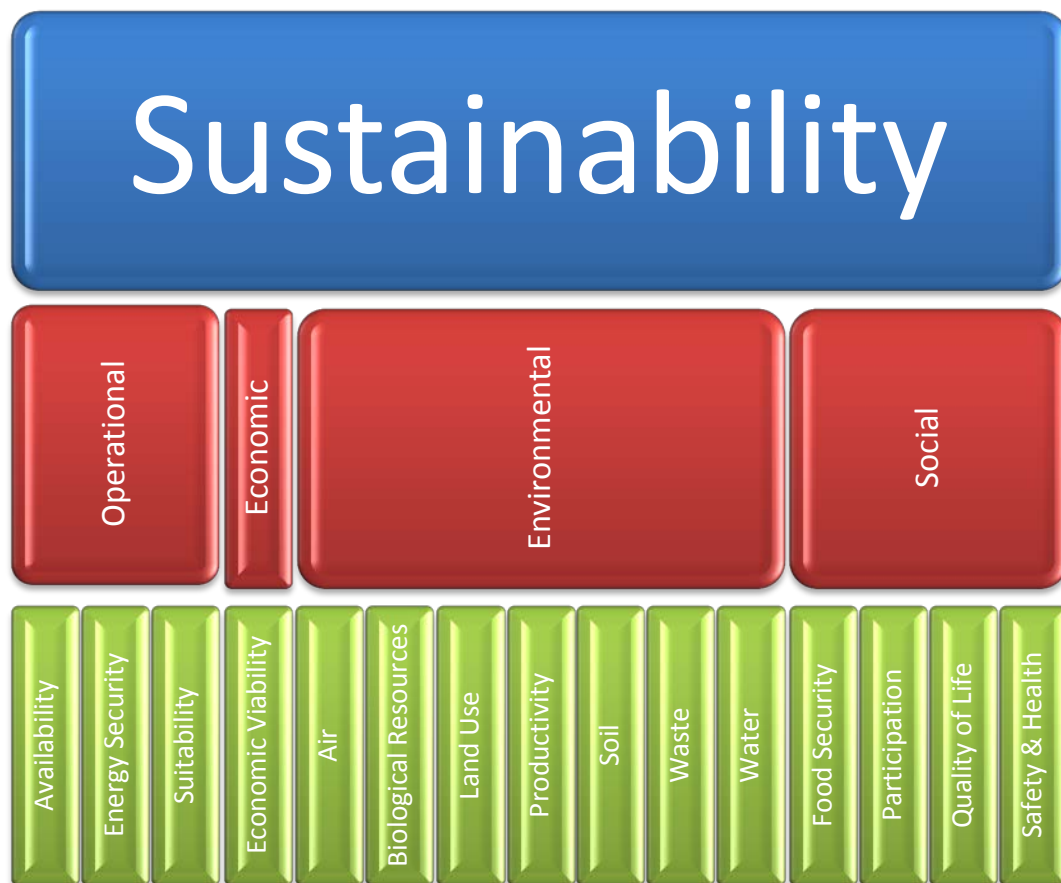 Sustainability
Operational
Economic
Environmental
Social
Availability
Energy Security
Suitability
Economic Viability
Air
Biological Resources
Land Use
Productivity
Soil
Waste
Water
Food Security
Participation
Quality of Life
Safety & Health